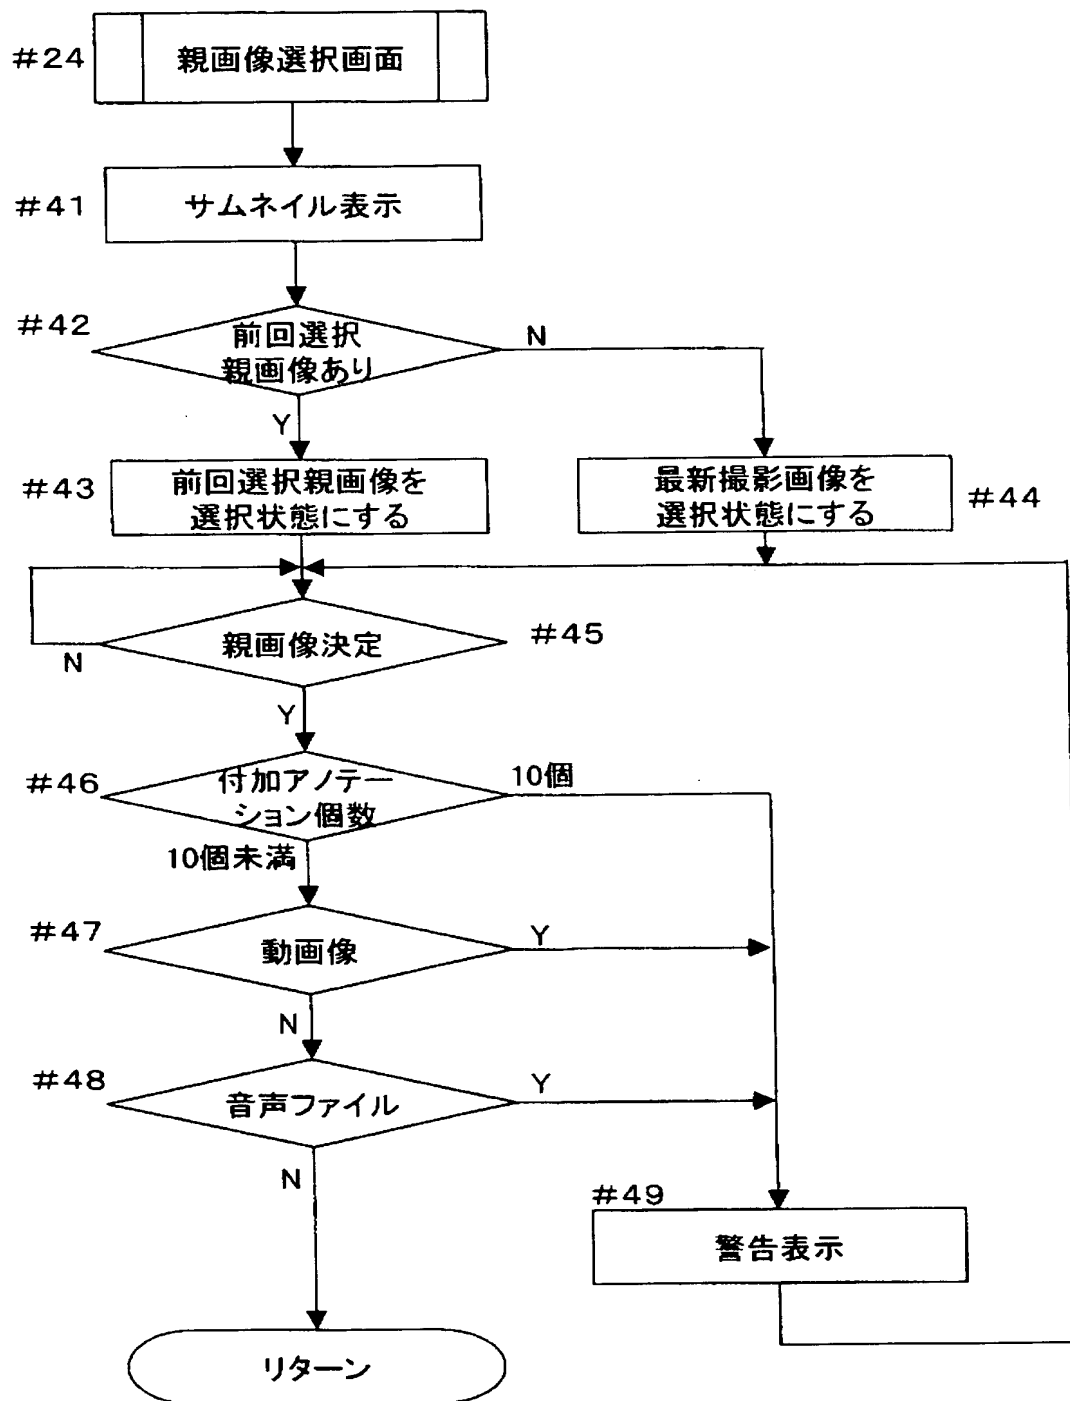 #24
親画像選択画面
#41
サムネイル表示
#42
前回選択
親画像あり
N
Y
#43
前回選択親画像を
選択状態にする
最新撮影画像を
選択状態にする
#44
親画像決定
#45
N
Y
#46
付加アノテー
ション個数
10個
10個未満
#47
動画像
Y
N
#48
音声ファイル
Y
N
#49
警告表示
リターン